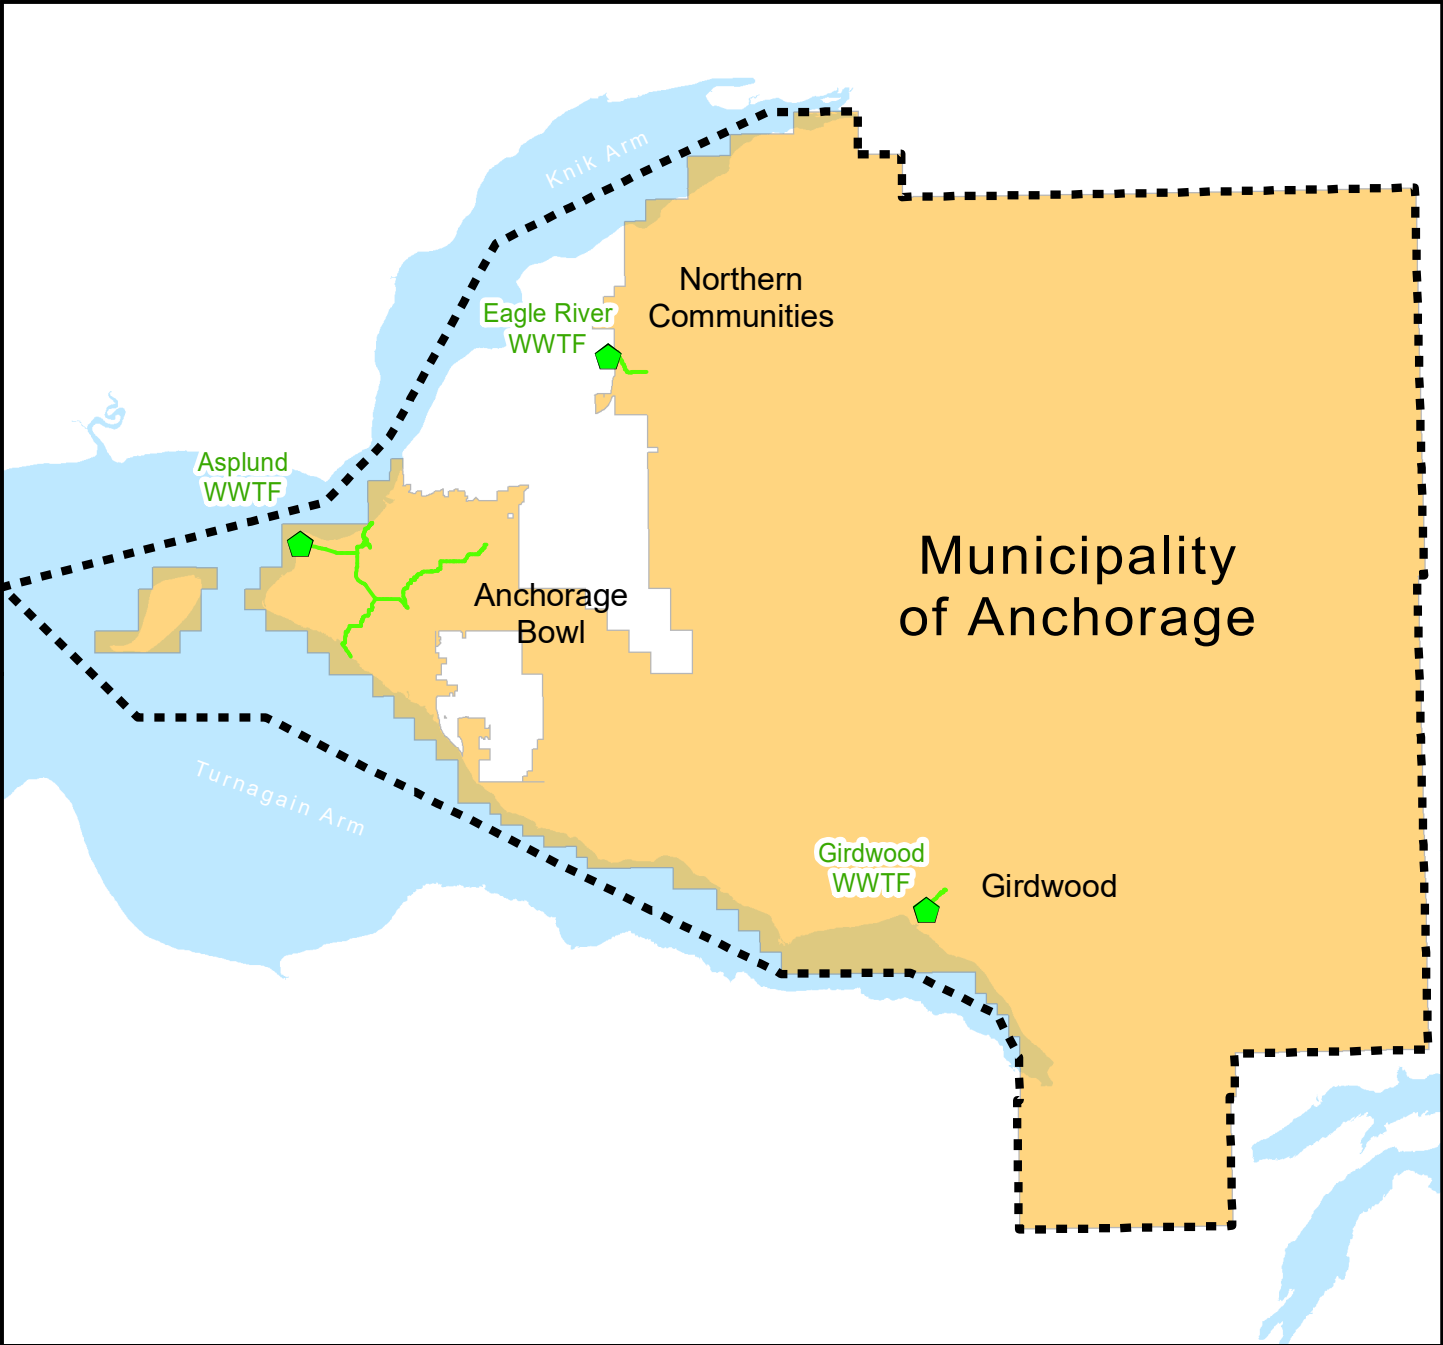 Knik Arm
Northern
Communities
Eagle River
WWTF
Asplund
WWTF
Municipality
of Anchorage
Anchorage
Bowl
Turnagain Arm
Girdwood
WWTF
Girdwood